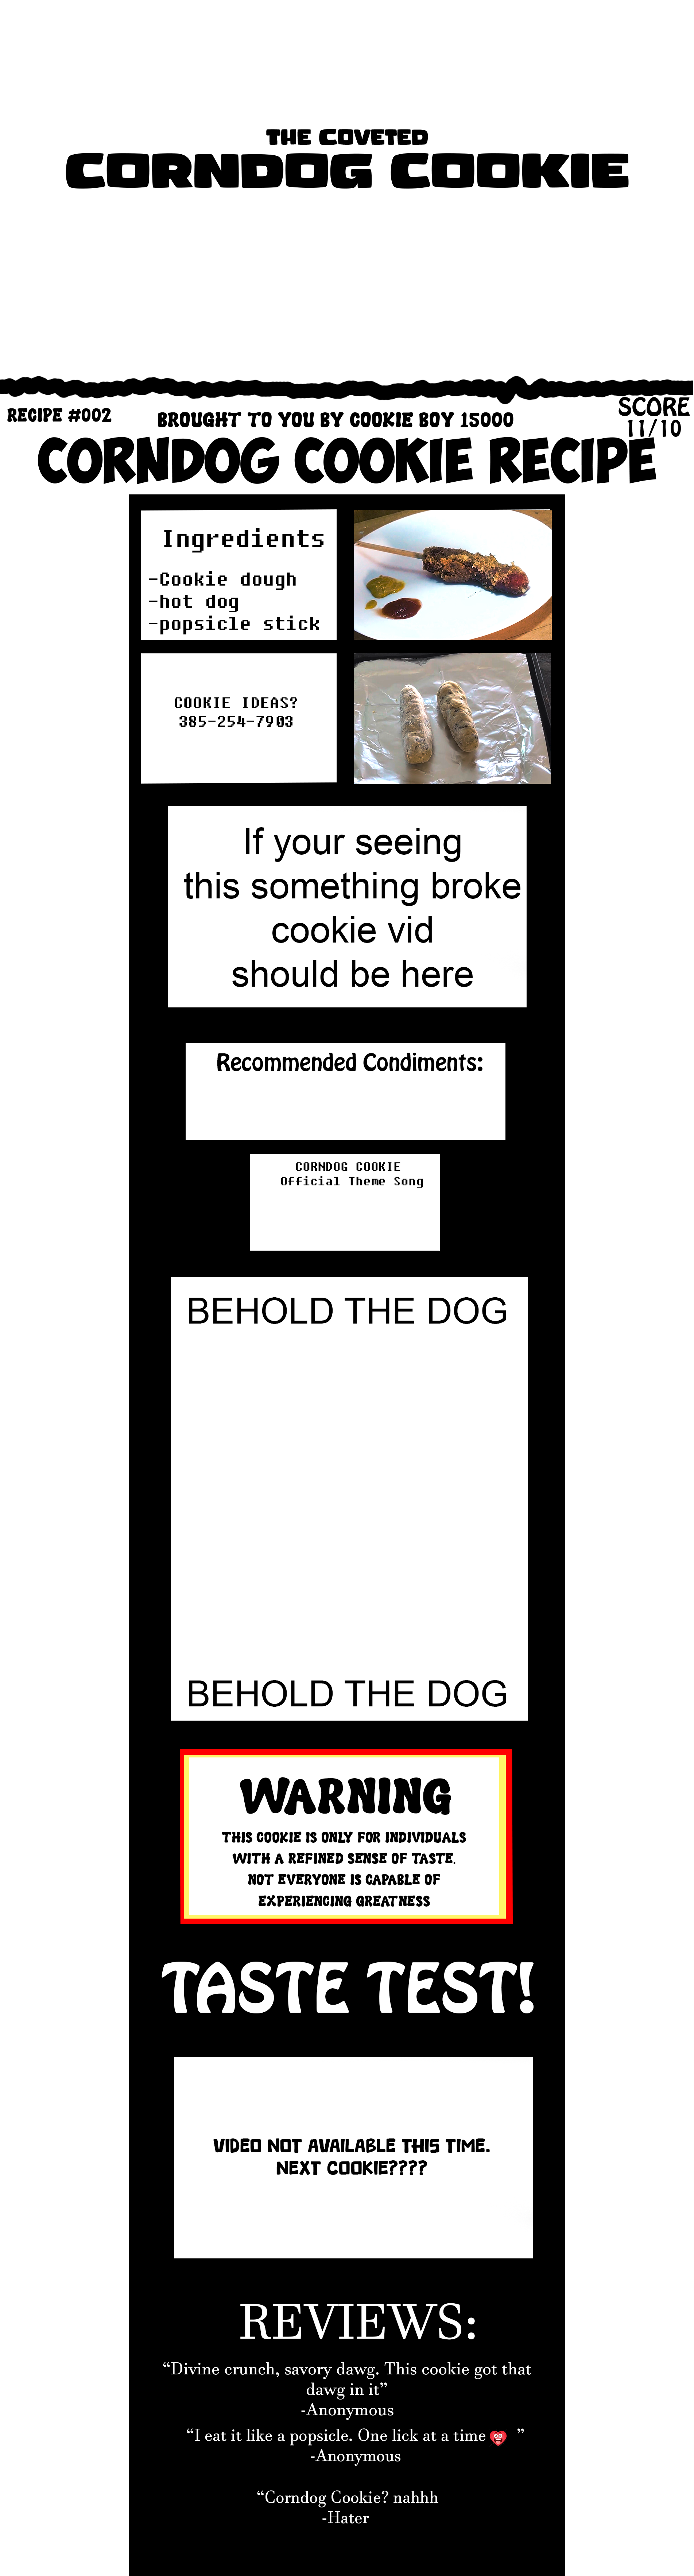 THE COVETED
CORNDOG COOKIE
RECIPE #002
BROUGHT TO YOU BY COOKIE BOY 15000
SCORE
11/10
CORNDOG COOKIE RECIPE
Ingredients
-Cookie dough
-hot dog
-popsicle stick
COOKIE IDEAS?
385-254-7903
If your seeing
this something broke
cookie vid
should be here
Recommended Condiments:
CORNDOG COOKIE
Official Theme Song
BEHOLD THE DOG
BEHOLD THE DOG
WARNING
THIS COOKIE IS ONLY FOR INDIVIDUALS
WITH A REFINED SENSE OF TASTE.
NOT EVERYONE IS CAPABLE OF
EXPERIENCING GREATNESS
TASTE TEST!
VIDEO NOT AVAILABLE THIS TIME.
NEXT COOKIE????
REVIEWS:
“Divine crunch, savory dawg. This cookie got that
dawg in it”
-Anonymous
“I eat it like a popsicle. One lick at a time ”
-Anonymous
“Corndog Cookie? nahhh
-Hater